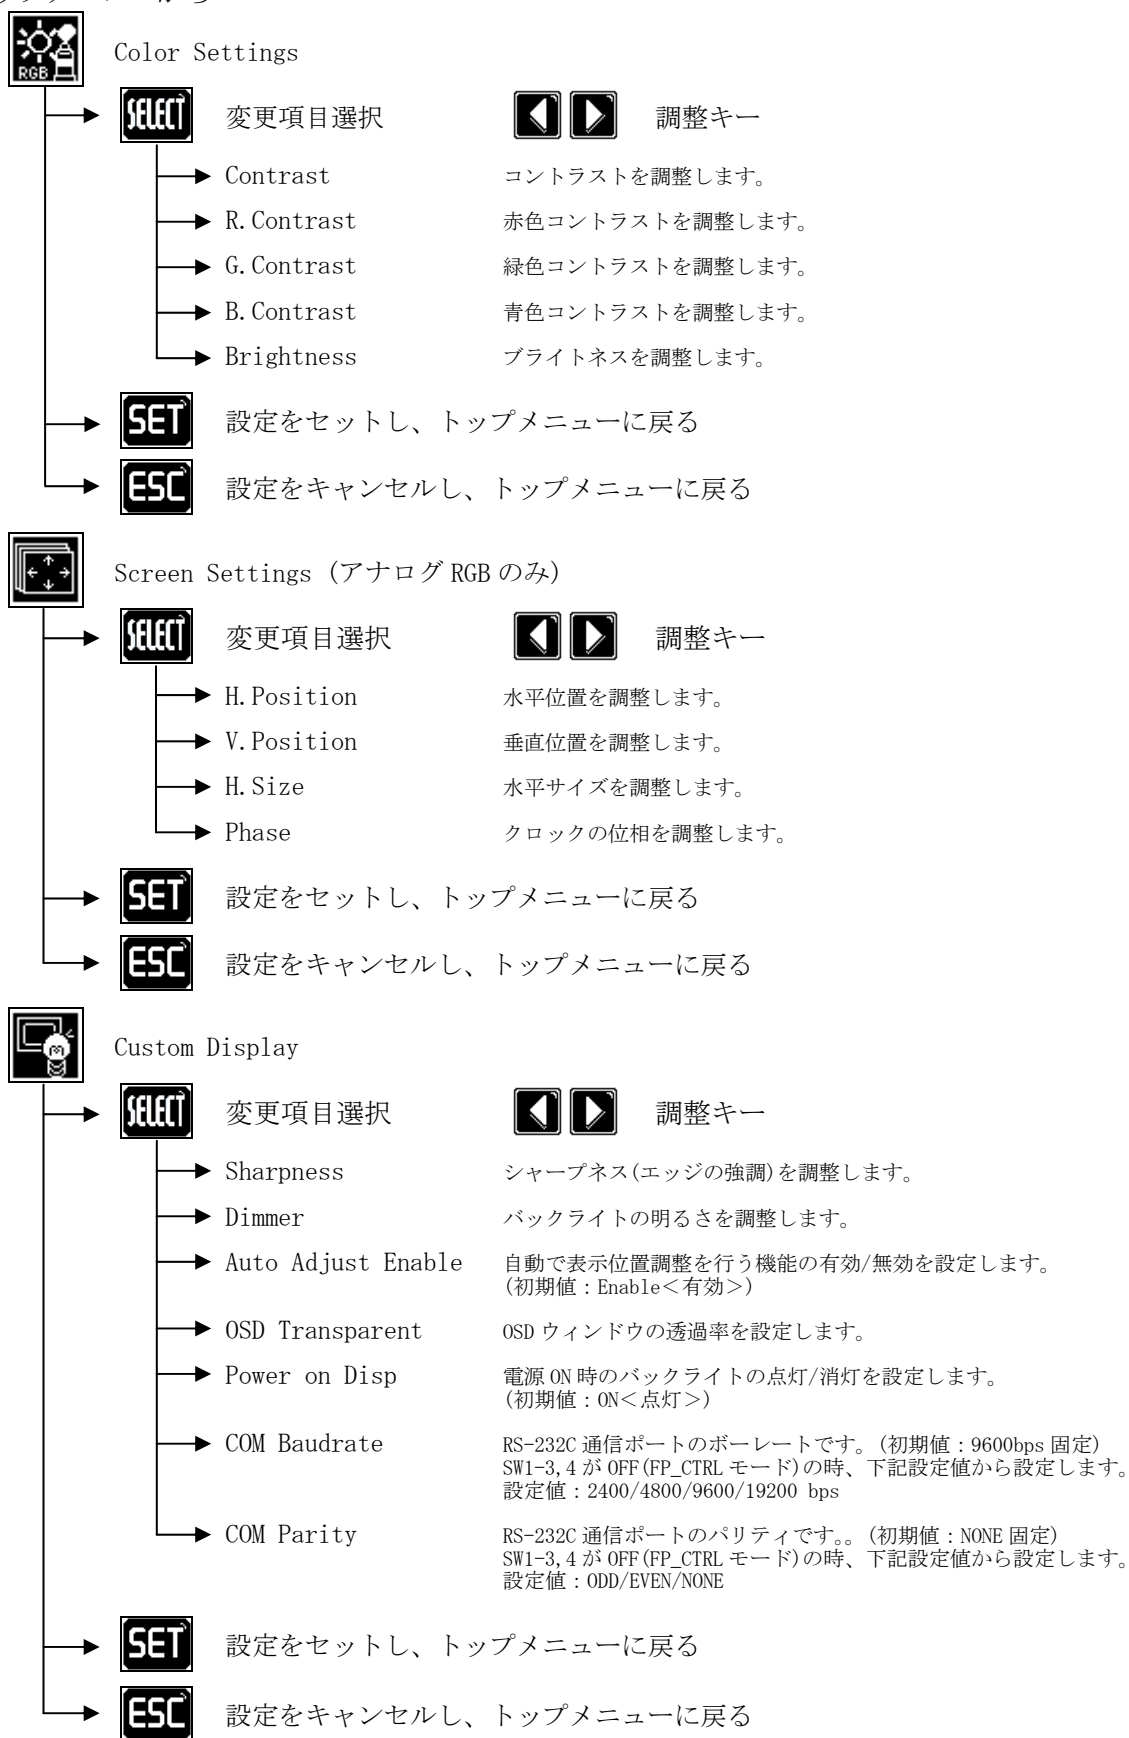 RGB
Color Settings
SELECT 変更項目選択 調整キー
Contrast コントラストを調整します。
R.Contrast 赤色コントラストを調整します。
G.Contrast 緑色コントラストを調整します。
B.Contrast 青色コントラストを調整します。
Brightness ブライトネスを調整します。
SET 設定をセットし、トップメニューに戻る
ESC 設定をキャンセルし、トップメニューに戻る
Screen Settings (アナログ RGB のみ)
SELECT 変更項目選択 調整キー
H.Position 水平位置を調整します。
V.Position 垂直位置を調整します。
H.Size 水平サイズを調整します。
Phase クロックの位相を調整します。
SET 設定をセットし、トップメニューに戻る
ESC 設定をキャンセルし、トップメニューに戻る
Custom Display
SELECT 変更項目選択 調整キー
Sharpness シャープネス(エッジの強調)を調整します。
Dimmer バックライトの明るさを調整します。
Auto Adjust Enable 自動で表示位置調整を行う機能の有効/無効を設定します。
(初期値：Enable＜有効＞)
OSD Transparent OSD ウィンドウの透過率を設定します。
Power on Disp 電源 ON 時のバックライトの点灯/消灯を設定します。
(初期値：ON＜点灯＞)
COM Baudrate RS-232C 通信ポートのボーレートです。(初期値：9600bps 固定)
SW1-3,4 が OFF(FP_CTRL モード)の時、下記設定値から設定します。
設定値：2400/4800/9600/19200 bps
COM Parity RS-232C 通信ポートのパリティです。。(初期値：NONE 固定)
SW1-3,4 が OFF(FP_CTRL モード)の時、下記設定値から設定します。
設定値：ODD/EVEN/NONE
SET 設定をセットし、トップメニューに戻る
ESC 設定をキャンセルし、トップメニューに戻る